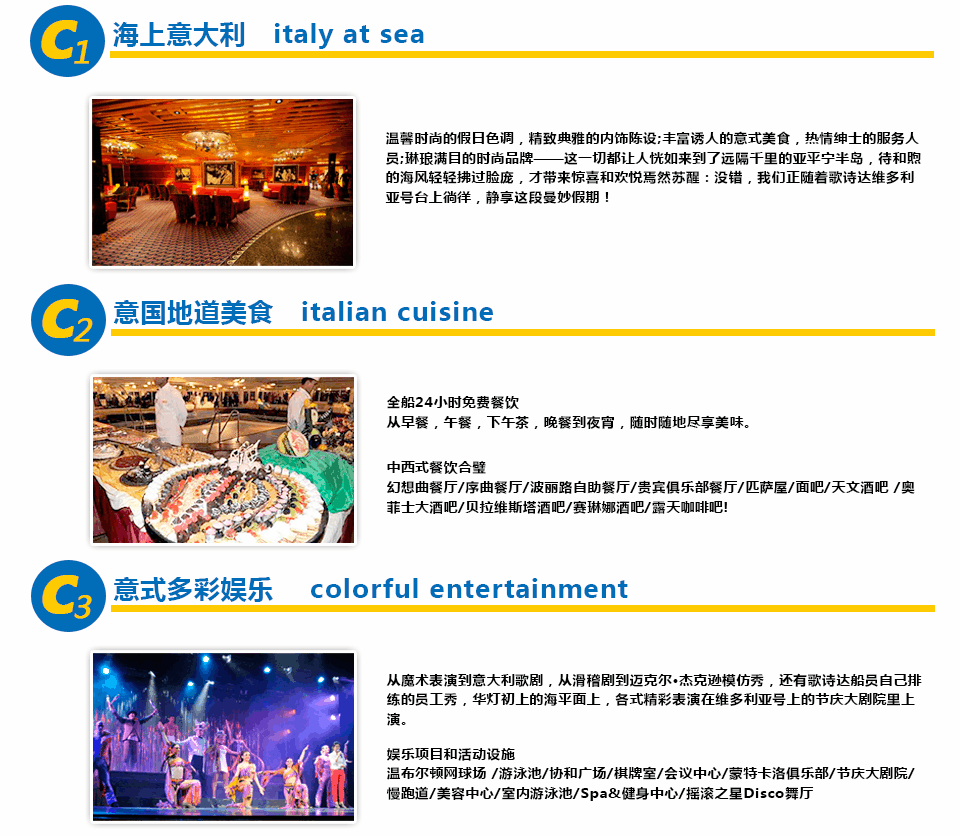 C1 海上意大利 italy at sea
温馨时尚的假日色调，精致典雅的内饰陈设;丰富诱人的意式美食，热情绅士的服务人
员;琳琅满目的时尚品牌——这一切都让人恍如来到了远隔千里的亚平宁半岛，待和煦
的海风轻轻拂过脸庞，才带来惊喜和欢悦焉然苏醒：没错，我们正随着歌诗达维多利
亚号台上徜徉，静享这段曼妙假期！
C2 意国地道美食 italian cuisine
全船24小时免费餐饮
从早餐，午餐，下午茶，晚餐到夜宵，随时随地尽享美味。
中西式餐饮合璧
幻想曲餐厅/序曲餐厅/波丽路自助餐厅/贵宾俱乐部餐厅/匹萨屋/面吧/天文酒吧 /奥
菲士大酒吧/贝拉维斯塔酒吧/赛琳娜酒吧/露天咖啡吧!
C3 意式多彩娱乐 colorful entertainment
从魔术表演到意大利歌剧，从滑稽剧到迈克尔•杰克逊模仿秀，还有歌诗达船员自己排
练的员工秀，华灯初上的海平面上，各式精彩表演在维多利亚号上的节庆大剧院里上
演。
娱乐项目和活动设施
温布尔顿网球场 /游泳池/协和广场/棋牌室/会议中心/蒙特卡洛俱乐部/节庆大剧院/
慢跑道/美容中心/室内游泳池/Spa&健身中心/摇滚之星Disco舞厅